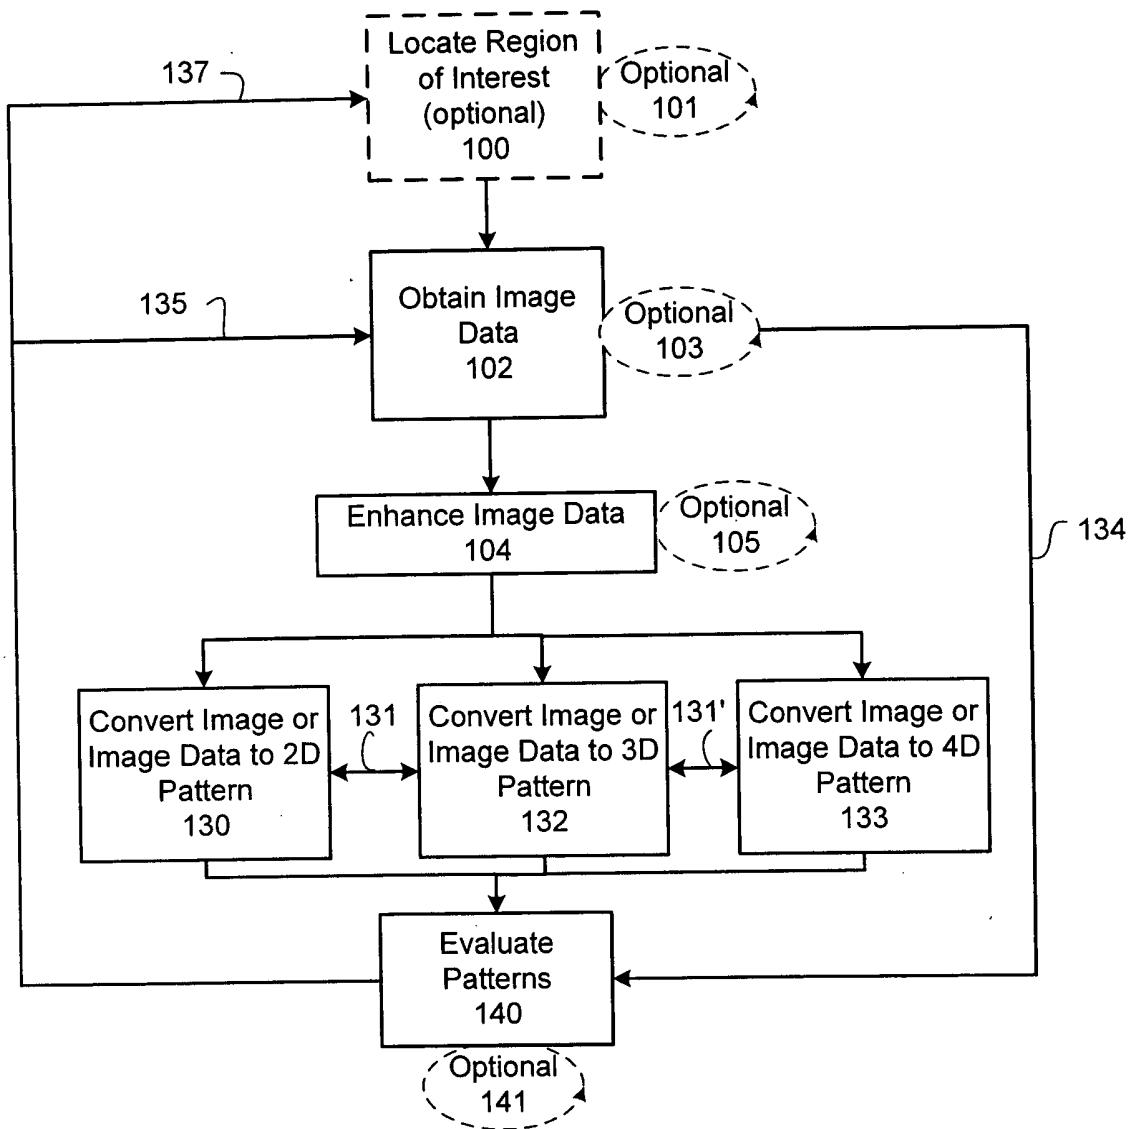 Locate Region
of Interest
(optional)
100
Optional
101
137
Obtain Image
Data
102
Optional
103
135
Enhance Image Data
104
Optional
105
134
Convert Image or
Image Data to 2D
Pattern
130
131
Convert Image or
Image Data to 3D
Pattern
132
131'
Convert Image or
Image Data to 4D
Pattern
133
Evaluate
Patterns
140
Optional
141